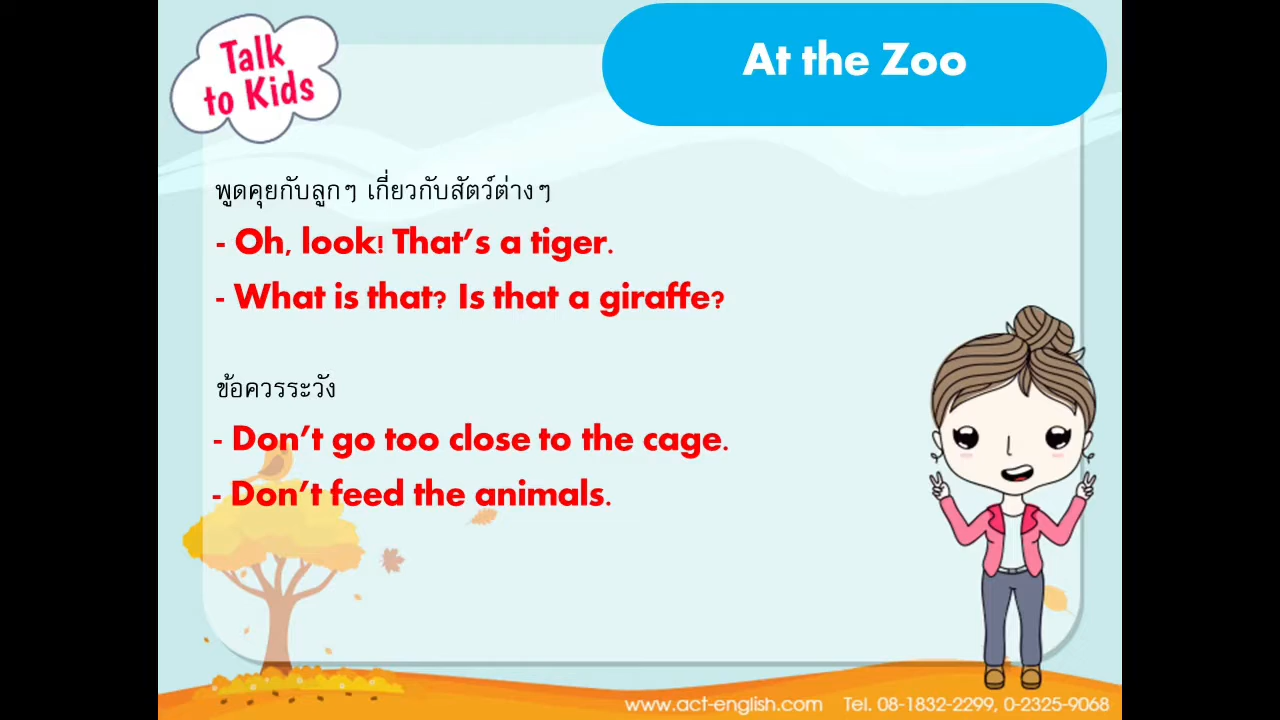 Talk
to Kids
At the Zoo
พูดคุยกับลูกๆ เกี่ยวกับสัตว์ต่างๆ
- Oh, look! That's a tiger.
- What is that? Is that a giraffe?
ข้อควรระวัง
- Don't go too close to the cage.
- Don't feed the animals.
www.act-english.com Tel. 08-1832-2299, 0-2325-9068